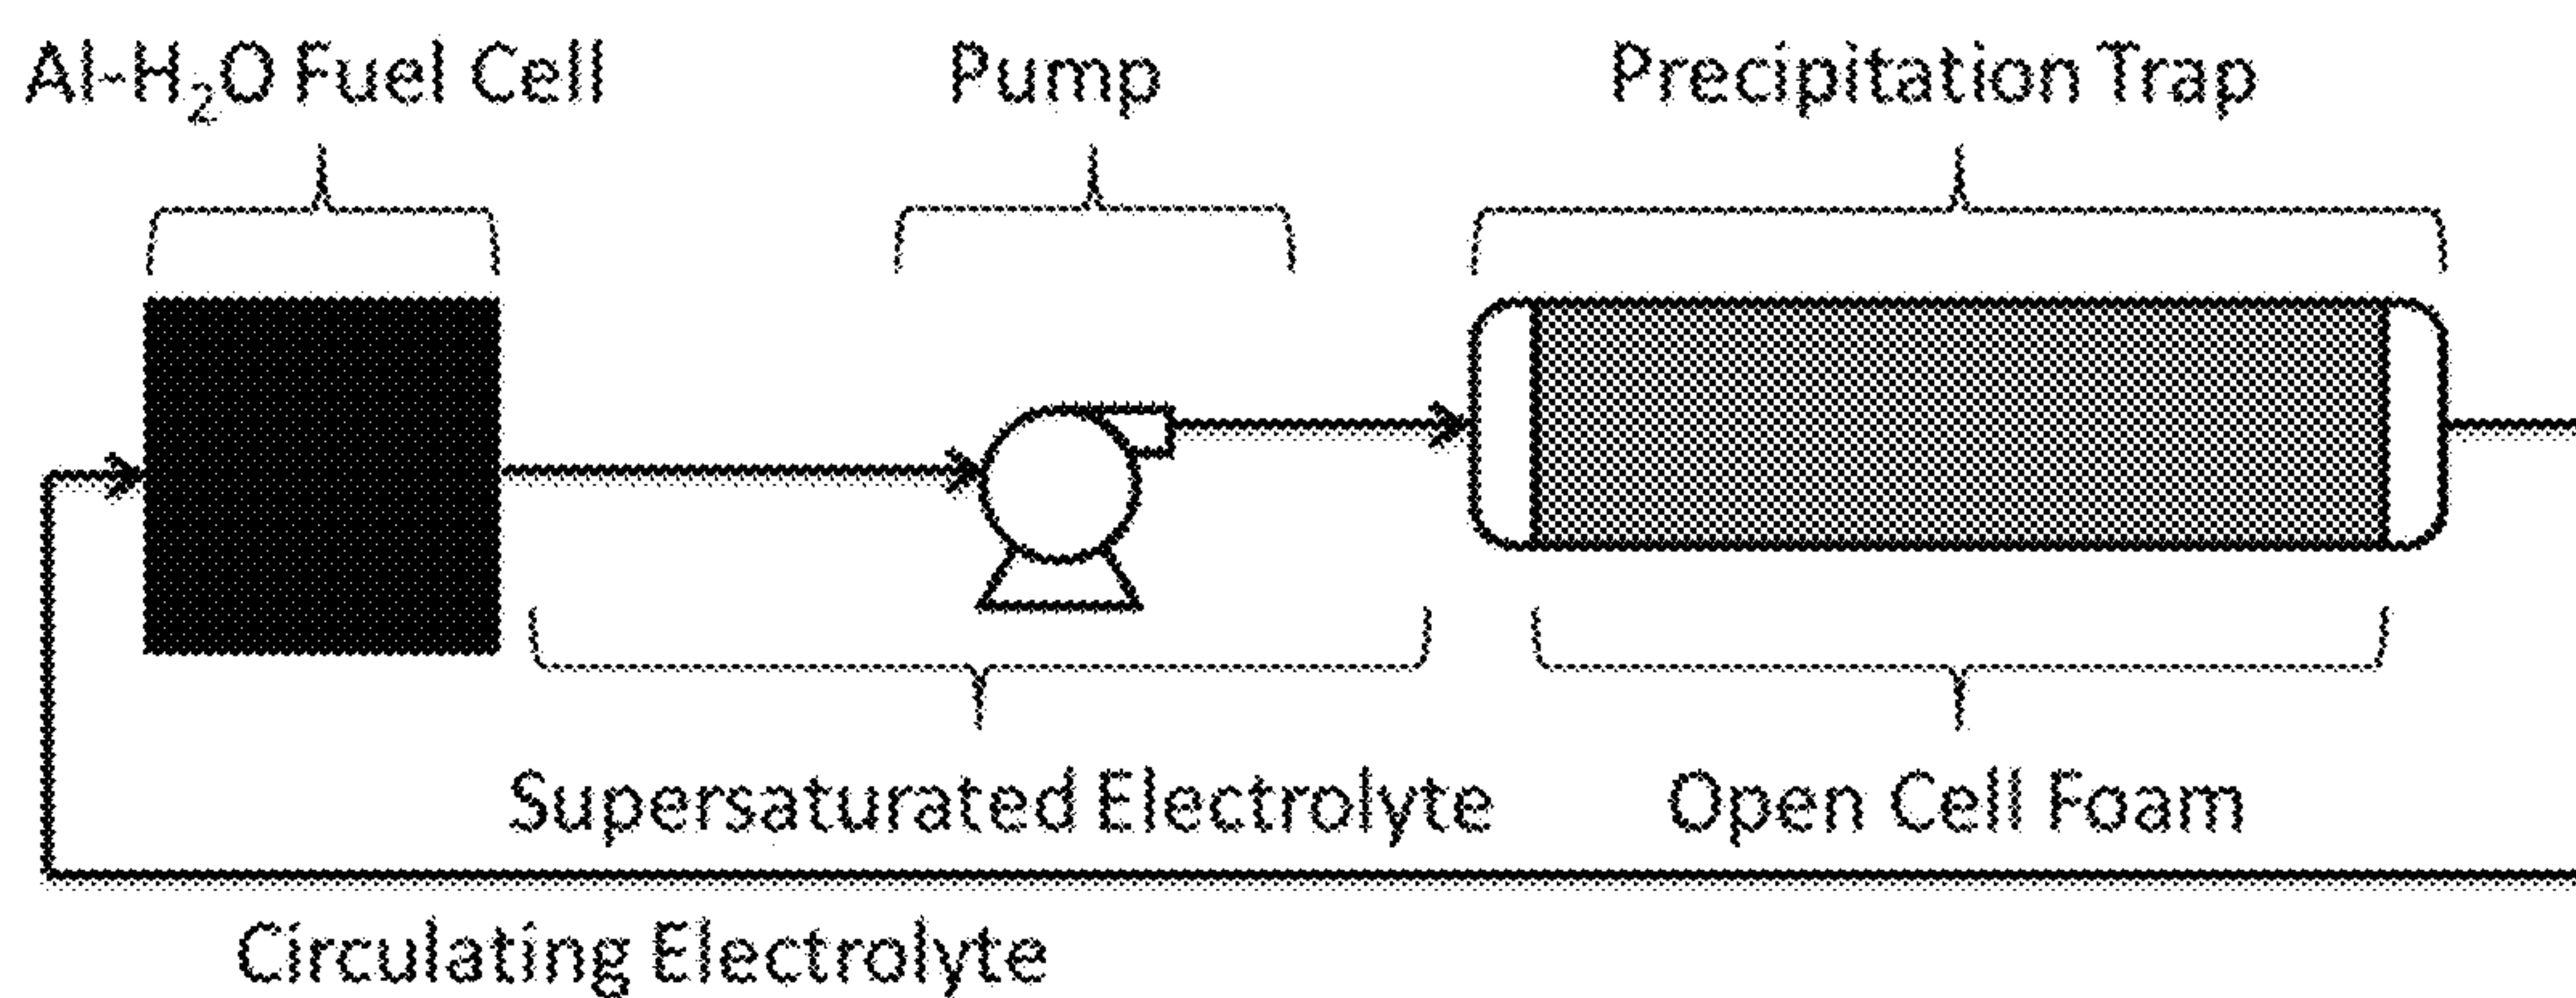 Al-H₂O Fuel Cell
Pump
Precipitation Trap
Supersaturated Electrolyte
Open Cell Foam
Circulating Electrolyte